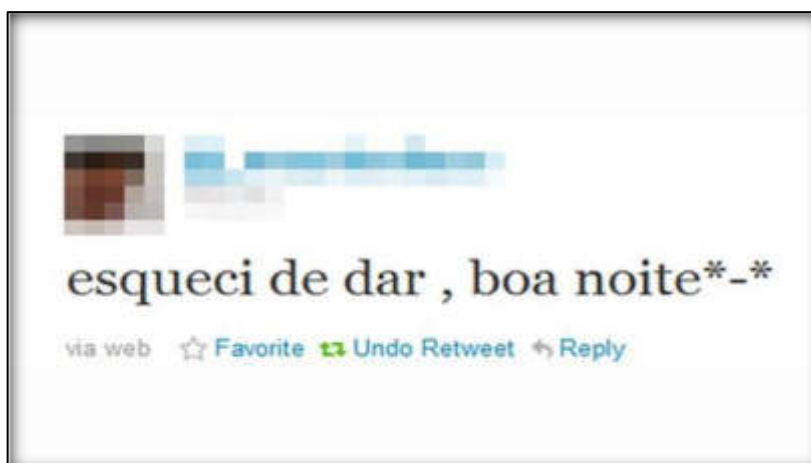 esqueci de dar , boa noite*-*
via web Favorite Undo Retweet Reply